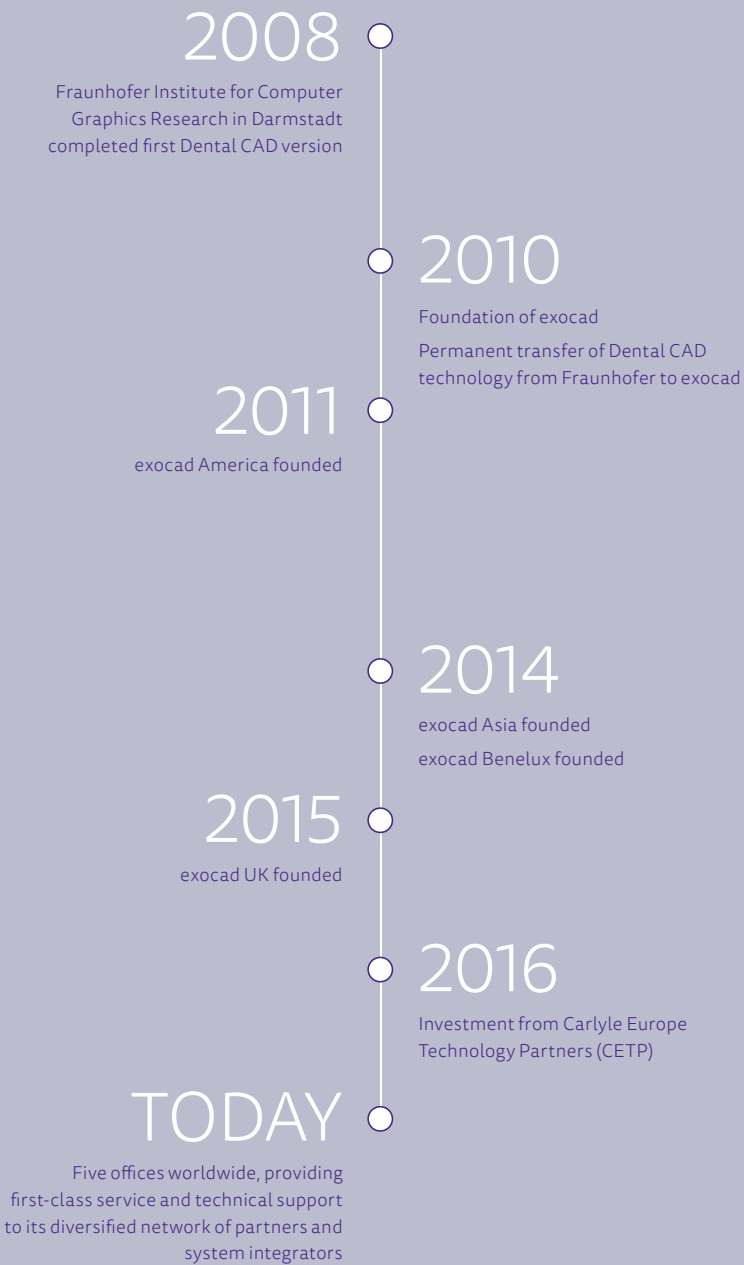 2008
Fraunhofer Institute for Computer
Graphics Research in Darmstadt
completed first Dental CAD version
2010
Foundation of exocad
Permanent transfer of Dental CAD
technology from Fraunhofer to exocad
2011
exocad America founded
2014
exocad Asia founded
exocad Benelux founded
2015
exocad UK founded
2016
Investment from Carlyle Europe
Technology Partners (CETP)
TODAY
Five offices worldwide, providing
first-class service and technical support
to its diversified network of partners and
system integrators